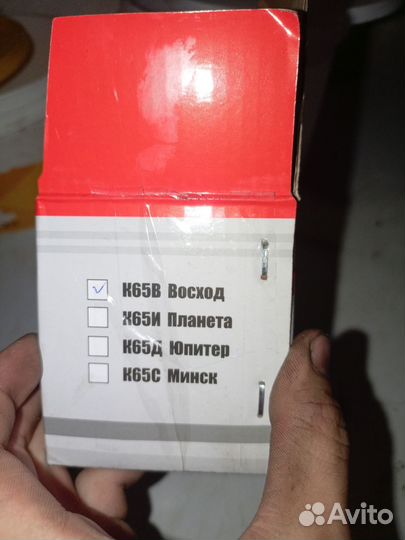 К65В Восход
К65И Планета
К65Д Юпитер
К65С Минск
Avito